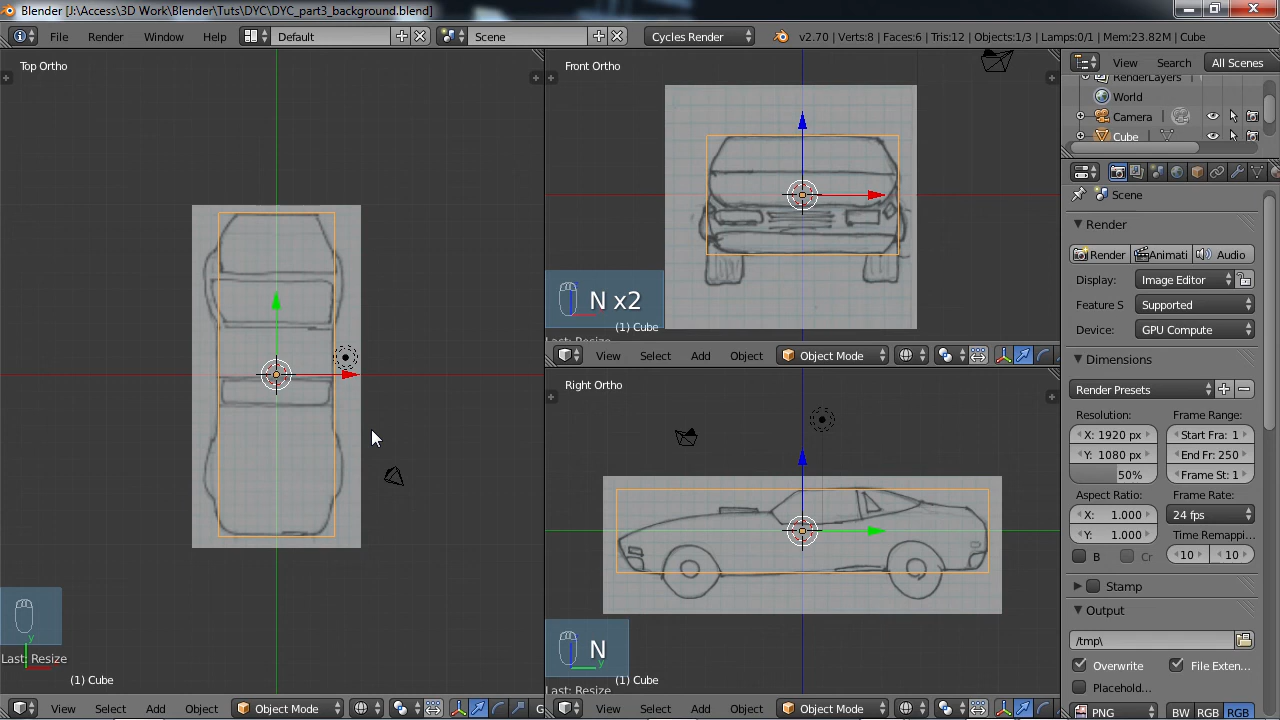 Blender [J:\Access\3D Work\Blender\Tuts\DYC\DYC_part3_background.blend]
File Render Window Help Default Scene Cycles Render v2.70 | Verts:8 | Faces:6 | Tris:12 | Objects:1/3 | Lamps:0/1 | Mem:23.82M | Cube
Top Ortho
Front Ortho
View Search All Scenes
RenderLayers
World
Camera
Cube
Scene
Render
Render Animati Audio
Display: Image Editor
Feature S Supported
Device: GPU Compute
Dimensions
Render Presets
Resolution: Frame Range:
X: 1920 px Start Fra: 1
Y: 1080 px End Fr: 250
50% Frame St: 1
Aspect Ratio: Frame Rate:
X: 1.000 24 fps
Y: 1.000 Time Remappi...
B Cr 10 10
Stamp
Output
/tmp\
Overwrite File Exten...
Placehold...
PNG BW RGB RGB
N x2
(1) Cube
Last: Resize
View Select Add Object Object Mode
Right Ortho
N
y
(1) Cube
Last: Resize
View Select Add Object Object Mode
y
Last: Resize
(1) Cube
View Select Add Object Object Mode G